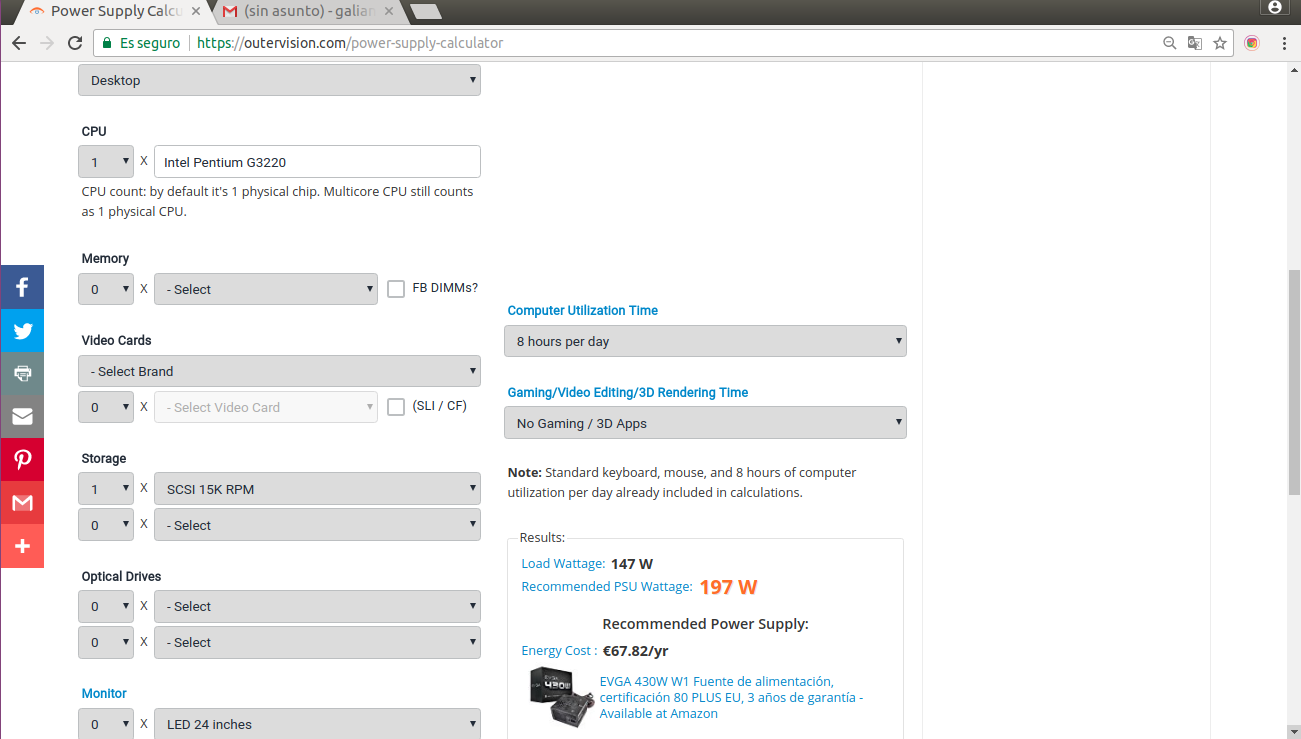 Power Supply Calcu
(sin asunto) - galian
Es seguro
https://outervision.com/power-supply-calculator
Desktop
CPU
1 X Intel Pentium G3220
CPU count: by default it's 1 physical chip. Multicore CPU still counts
as 1 physical CPU.
Memory
0 X - Select FB DIMMs?
Video Cards
- Select Brand
0 X - Select Video Card (SLI / CF)
Storage
1 X SCSI 15K RPM
0 X - Select
Optical Drives
0 X - Select
0 X - Select
Monitor
0 X LED 24 inches
Computer Utilization Time
8 hours per day
Gaming/Video Editing/3D Rendering Time
No Gaming / 3D Apps
Note: Standard keyboard, mouse, and 8 hours of computer
utilization per day already included in calculations.
Results:
Load Wattage: 147 W
Recommended PSU Wattage: 197 W
Recommended Power Supply:
Energy Cost : €67.82/yr
EVGA 430W W1 Fuente de alimentación,
certificación 80 PLUS EU, 3 años de garantía -
Available at Amazon